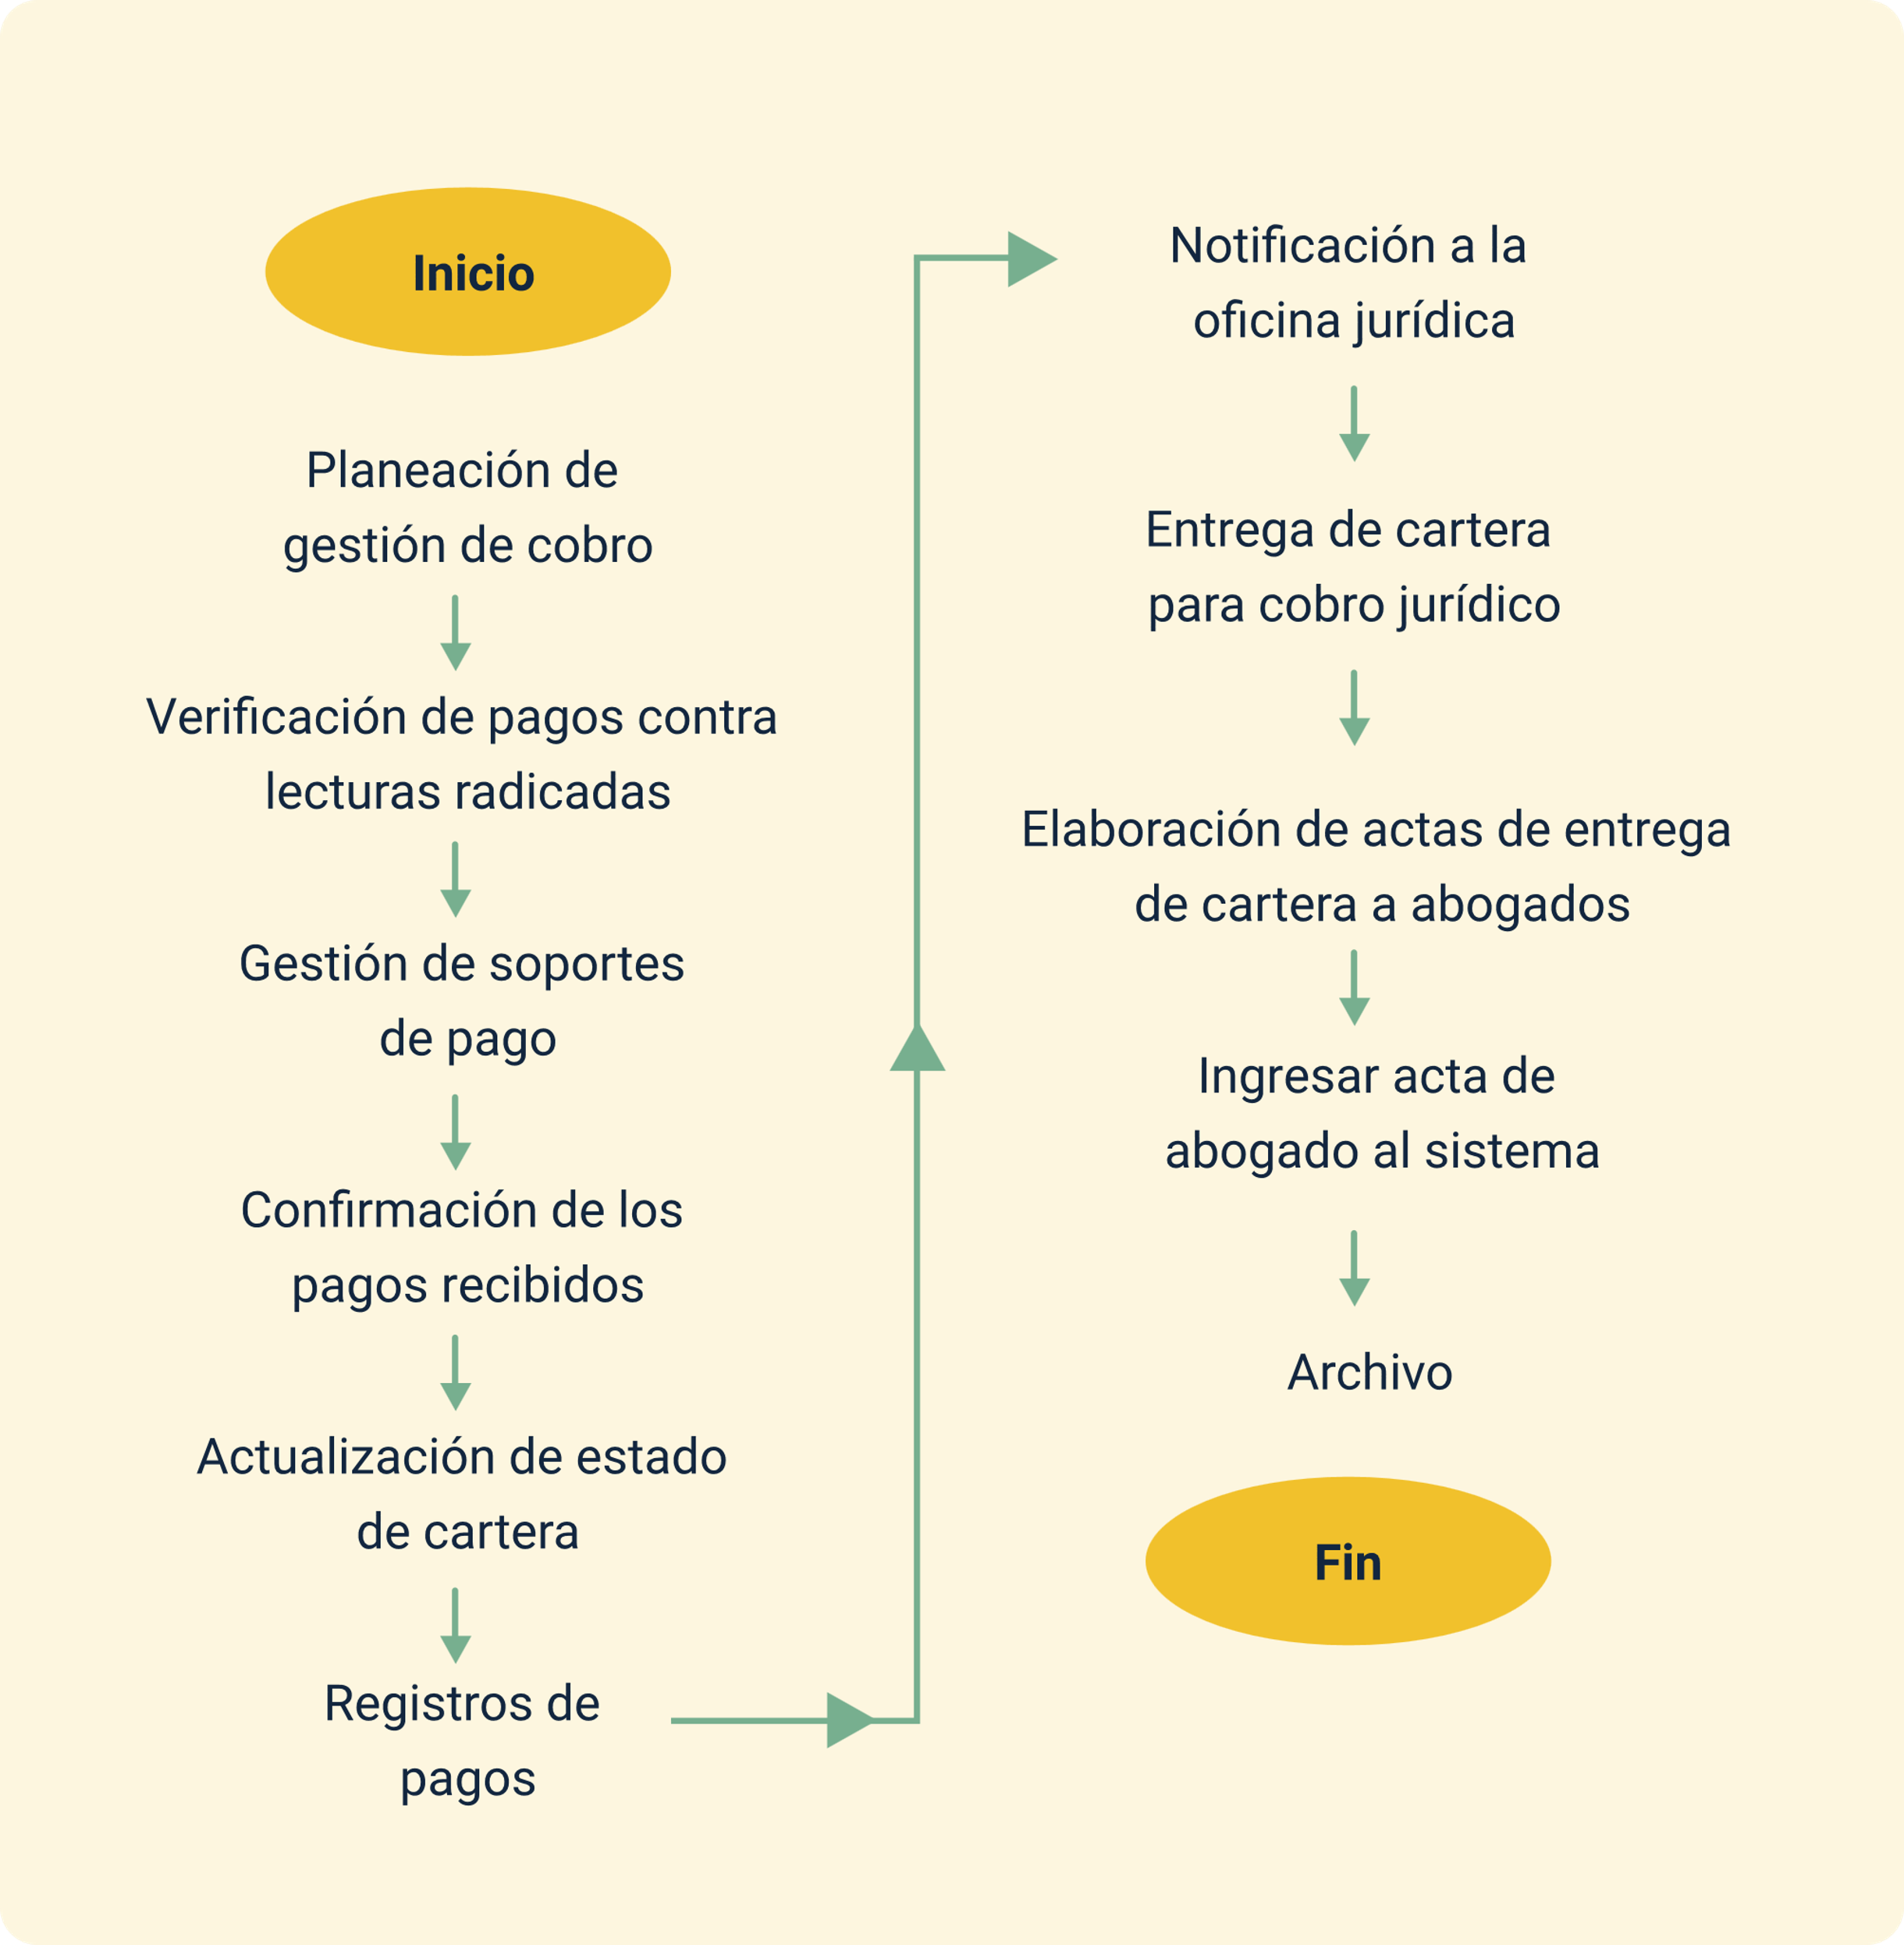 Inicio
Planeación de
gestión de cobro
Verificación de pagos contra
lecturas radicadas
Gestión de soportes
de pago
Confirmación de los
pagos recibidos
Actualización de estado
de cartera
Registros de
pagos
Notificación a la
oficina jurídica
Entrega de cartera
para cobro jurídico
Elaboración de actas de entrega
de cartera a abogados
Ingresar acta de
abogado al sistema
Archivo
Fin